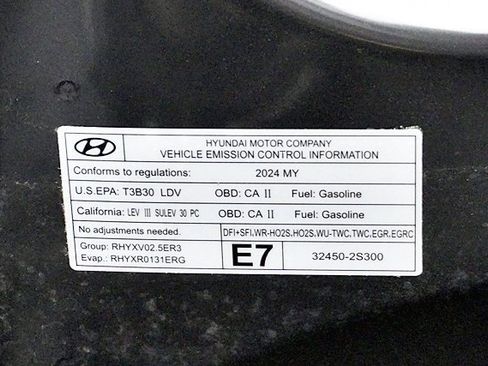 HYUNDAI MOTOR COMPANY
VEHICLE EMISSION CONTROL INFORMATION
Conforms to regulations: 2024 MY
U.S.EPA: T3B30 LDV OBD: CA II Fuel: Gasoline
California: LEV III SULEV 30 PC OBD: CA II Fuel: Gasoline
No adjustments needed. DFI+SFI,WR-HO2S,HO2S,WU-TWC,TWC,EGR,EGRC
Group: RHYXV02.5ER3
Evap.: RHYXR0131ERG
E7 32450-2S300